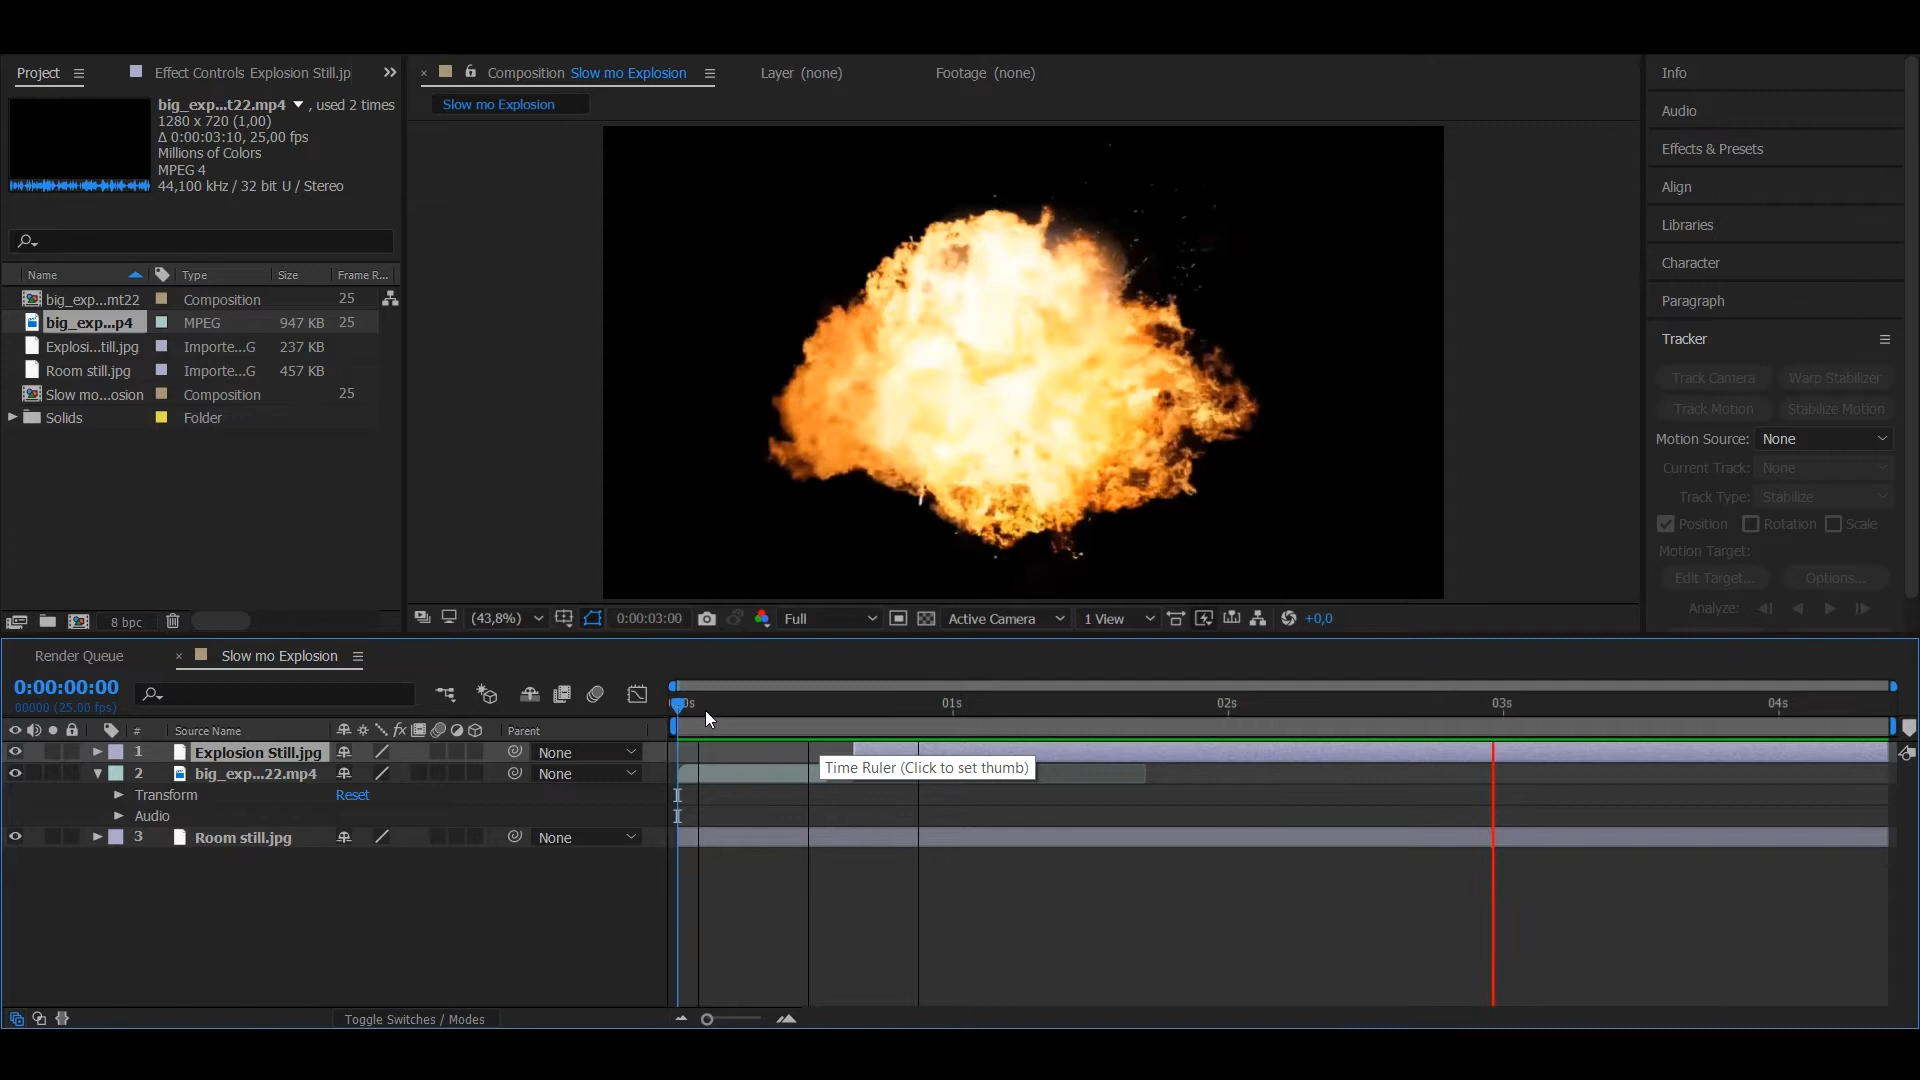 Project
Effect Controls Explosion Still.jp
Composition Slow mo Explosion
Layer (none)
Footage (none)
Info
big_exp...t22.mp4 , used 2 times
1280 x 720 (1,00)
Δ 0:00:03:10, 25,00 fps
Millions of Colors
MPEG 4
44,100 kHz / 32 bit U / Stereo
Slow mo Explosion
Audio
Effects & Presets
Align
Libraries
Character
Paragraph
Tracker
Track Camera Warp Stabilizer
Track Motion Stabilize Motion
Motion Source: None
Current Track: None
Track Type: Stabilize
Position Rotation Scale
Motion Target:
Edit Target... Options...
Analyze:
Name Type Size Frame R...
big_exp...mt22 Composition 25
big_exp...p4 MPEG 947 KB 25
Explosi...till.jpg Importe...G 237 KB
Room still.jpg Importe...G 457 KB
Slow mo...osion Composition 25
Solids Folder
8 bpc
(43,8%) 0:00:03:00 Full Active Camera 1 View +0,0
Render Queue
Slow mo Explosion
0:00:00:00
00000 (25.00 fps)
0s 01s 02s 03s 04s
# Source Name fx Parent
1 Explosion Still.jpg None
2 big_exp...22.mp4 None
Time Ruler (Click to set thumb)
Transform Reset
Audio
3 Room still.jpg None
Toggle Switches / Modes